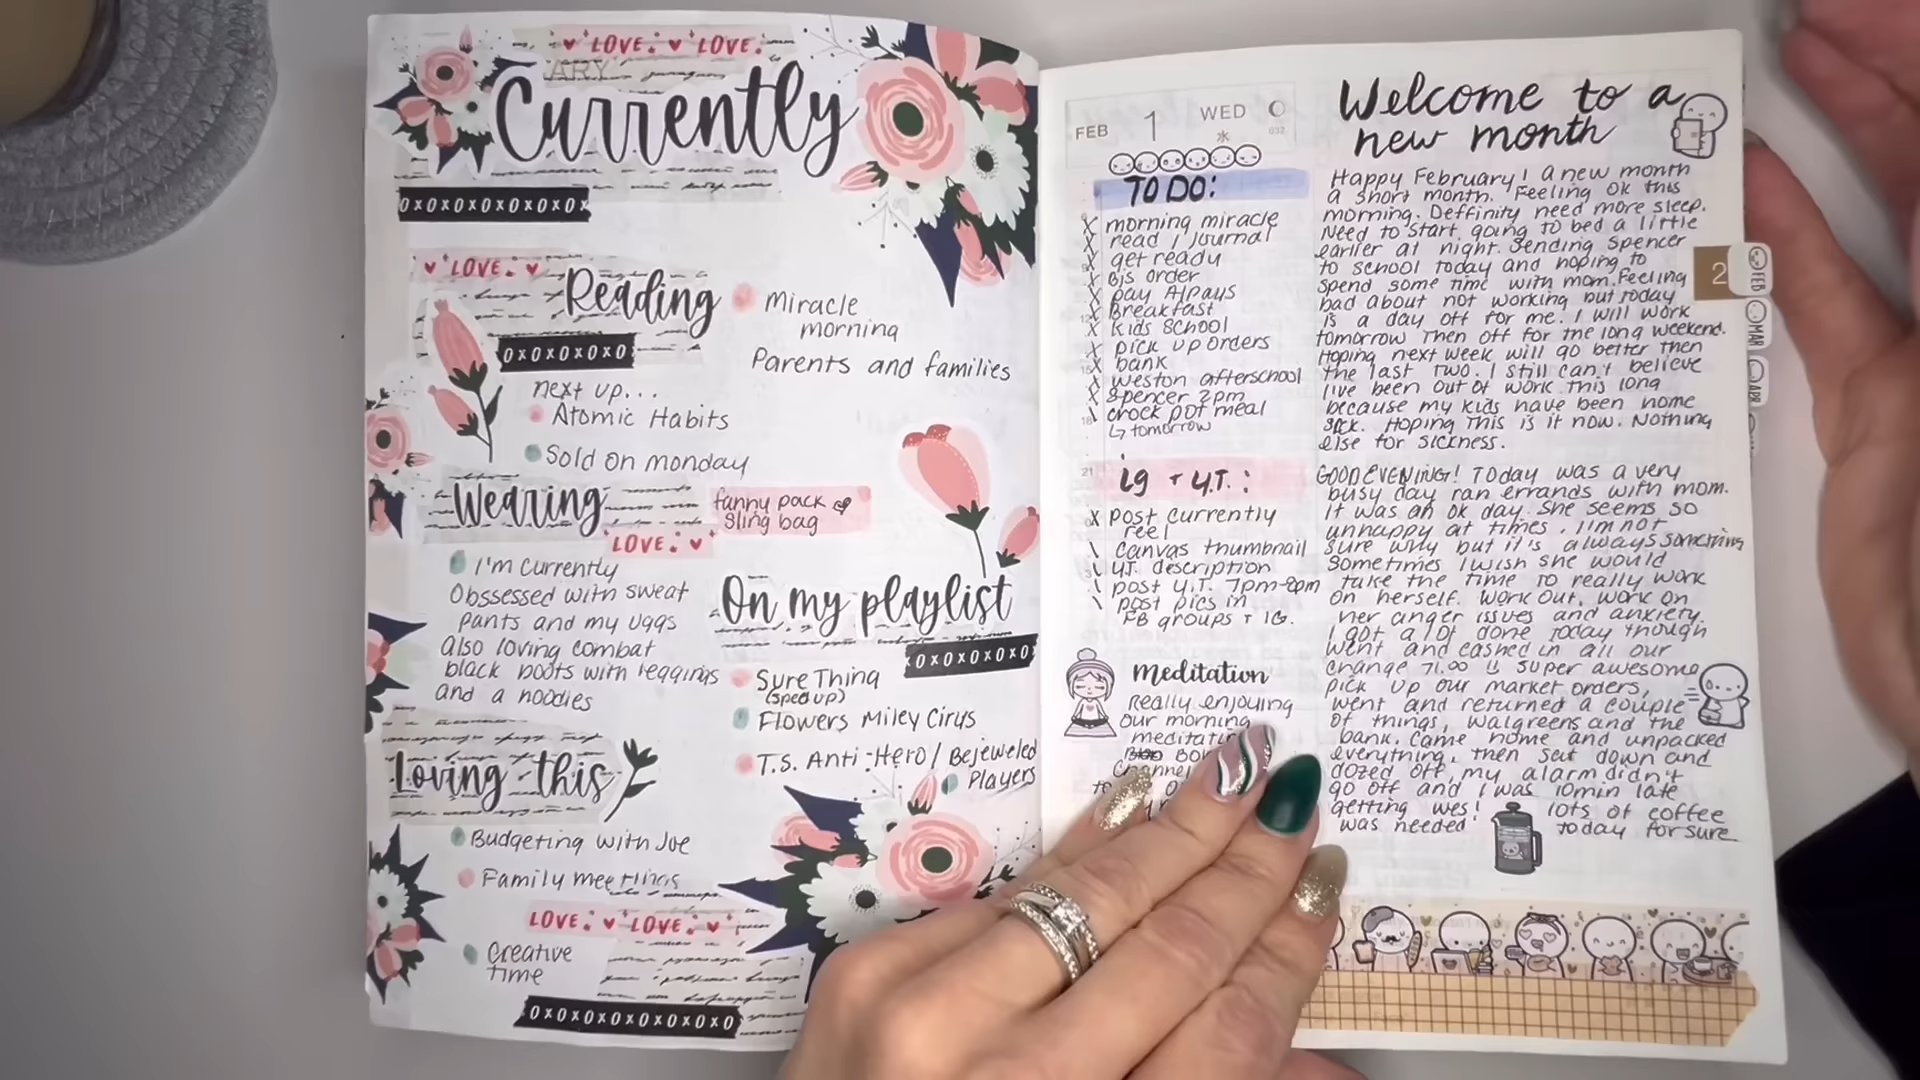 LOVE. LOVE.
ARY
Currently
OXOXOXOXOXOXOX
LOVE.
Reading
OXOXOXOXO
Miracle
morning
Parents and families
next up...
Atomic Habits
Sold on monday
Wearing
fanny pack
Sling bag
LOVE.
I'm currently
Obssessed with sweat
pants and my uggs
also loving combat
black boots with leggings
and a hoodies
On my playlist
XOXOXOXOXO
Sure Thing
(Sped up)
Flowers Miley Cirus
T.S. Anti-Hero / Bejeweled
Players
Loving this
Budgeting with Joe
Family meetings
LOVE. LOVE.
Creative
time
OXOXOXOXOXOXOXO
FEB 1 WED
水 032
TO DO:
X morning miracle
X read / Journal
X get ready
X BJs order
X pay A/pays
X Breakfast
X Kids School
X pick up orders
X bank
X weston afterschool
X Spencer 2pm
\ crock pot meal
↳ tomorrow
ig + Y.T. :
X Post currently
reel
\ canvas thumbnail
\ Y.T. description
\ post Y.T. 7pm-8pm
\ post pics in
FB groups + IG.
Meditation
Really enjoying
our morning
Welcome to a
new month
Happy February! A new month
a short month. Feeling ok this
morning. Deffinity need more sleep.
Need to start going to bed a little
earlier at night. Sending Spencer
to school today and hoping to
spend some time with mom. Feeling
bad about not working but today
is a day off for me. I will work
tomorrow then off for the long weekend.
Hoping next week will go better then
the last two. I still can't believe
I've been out of work this long
because my kids have been home
sick. Hoping this is it now. Nothing
else for sickness.
GOOD EVENING! Today was a very
busy day ran errands with mom.
It was an ok day. She seems so
unhappy at times. I'm not
sure why but it's always something
Sometimes I wish she would
take the time to really work
on herself. Work out, work on
her anger issues and anxiety.
I got a lot done today though
went and cashed in all our
change 71.00 Super awesome
pick up our market orders,
went and returned a couple
of things, Walgreens and the
bank. Came home and unpacked
everything, then sat down and
dozed off, my alarm didn't
go off and I was 10min late
getting wes! lots of coffee
was needed! today for sure
2 FEB
MAR
APR